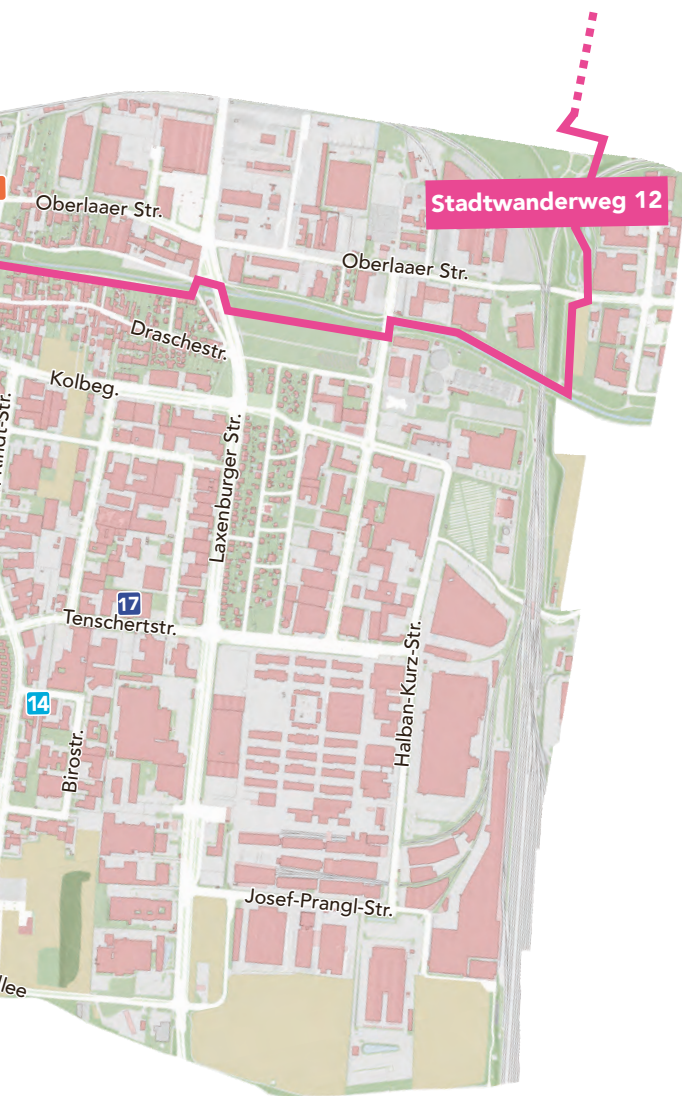 Stadtwanderweg 12
Oberlaaer Str.
Oberlaaer Str.
Draschestr.
Kolbeg.
Laxenburger Str.
17
Tenschertstr.
Halban-Kurz-Str.
14
Birostr.
Josef-Prangl-Str.
llee